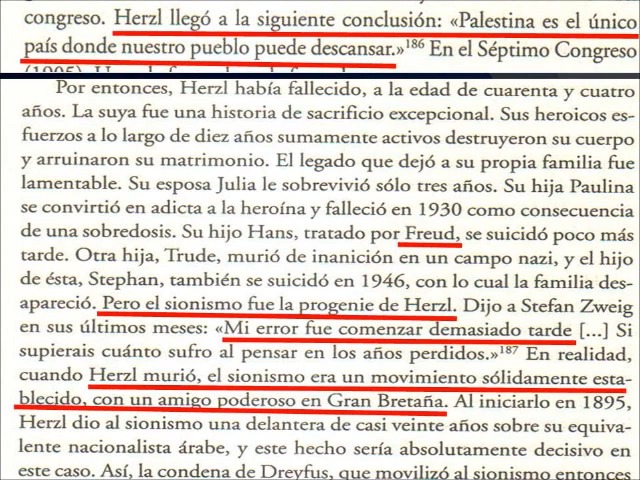 congreso. Herzl llegó a la siguiente conclusión: «Palestina es el único
país donde nuestro pueblo puede descansar.»186 En el Séptimo Congreso
Por entonces, Herzl había fallecido, a la edad de cuarenta y cuatro
años. La suya fue una historia de sacrificio excepcional. Sus heroicos es-
fuerzos a lo largo de diez años sumamente activos destruyeron su cuerpo
y arruinaron su matrimonio. El legado que dejó a su propia familia fue
lamentable. Su esposa Julia le sobrevivió sólo tres años. Su hija Paulina
se convirtió en adicta a la heroína y falleció en 1930 como consecuencia
de una sobredosis. Su hijo Hans, tratado por Freud, se suicidó poco más
tarde. Otra hija, Trude, murió de inanición en un campo nazi, y el hijo
de ésta, Stephan, también se suicidó en 1946, con lo cual la familia des-
apareció. Pero el sionismo fue la progenie de Herzl. Dijo a Stefan Zweig
en sus últimos meses: «Mi error fue comenzar demasiado tarde [...] Si
supierais cuánto sufro al pensar en los años perdidos.»187 En realidad,
cuando Herzl murió, el sionismo era un movimiento sólidamente esta-
blecido, con un amigo poderoso en Gran Bretaña. Al iniciarlo en 1895,
Herzl dio al sionismo una delantera de casi veinte años sobre su equiva-
lente nacionalista árabe, y este hecho sería absolutamente decisivo en
este caso. Así, la condena de Dreyfus, que movilizó al sionismo entonces